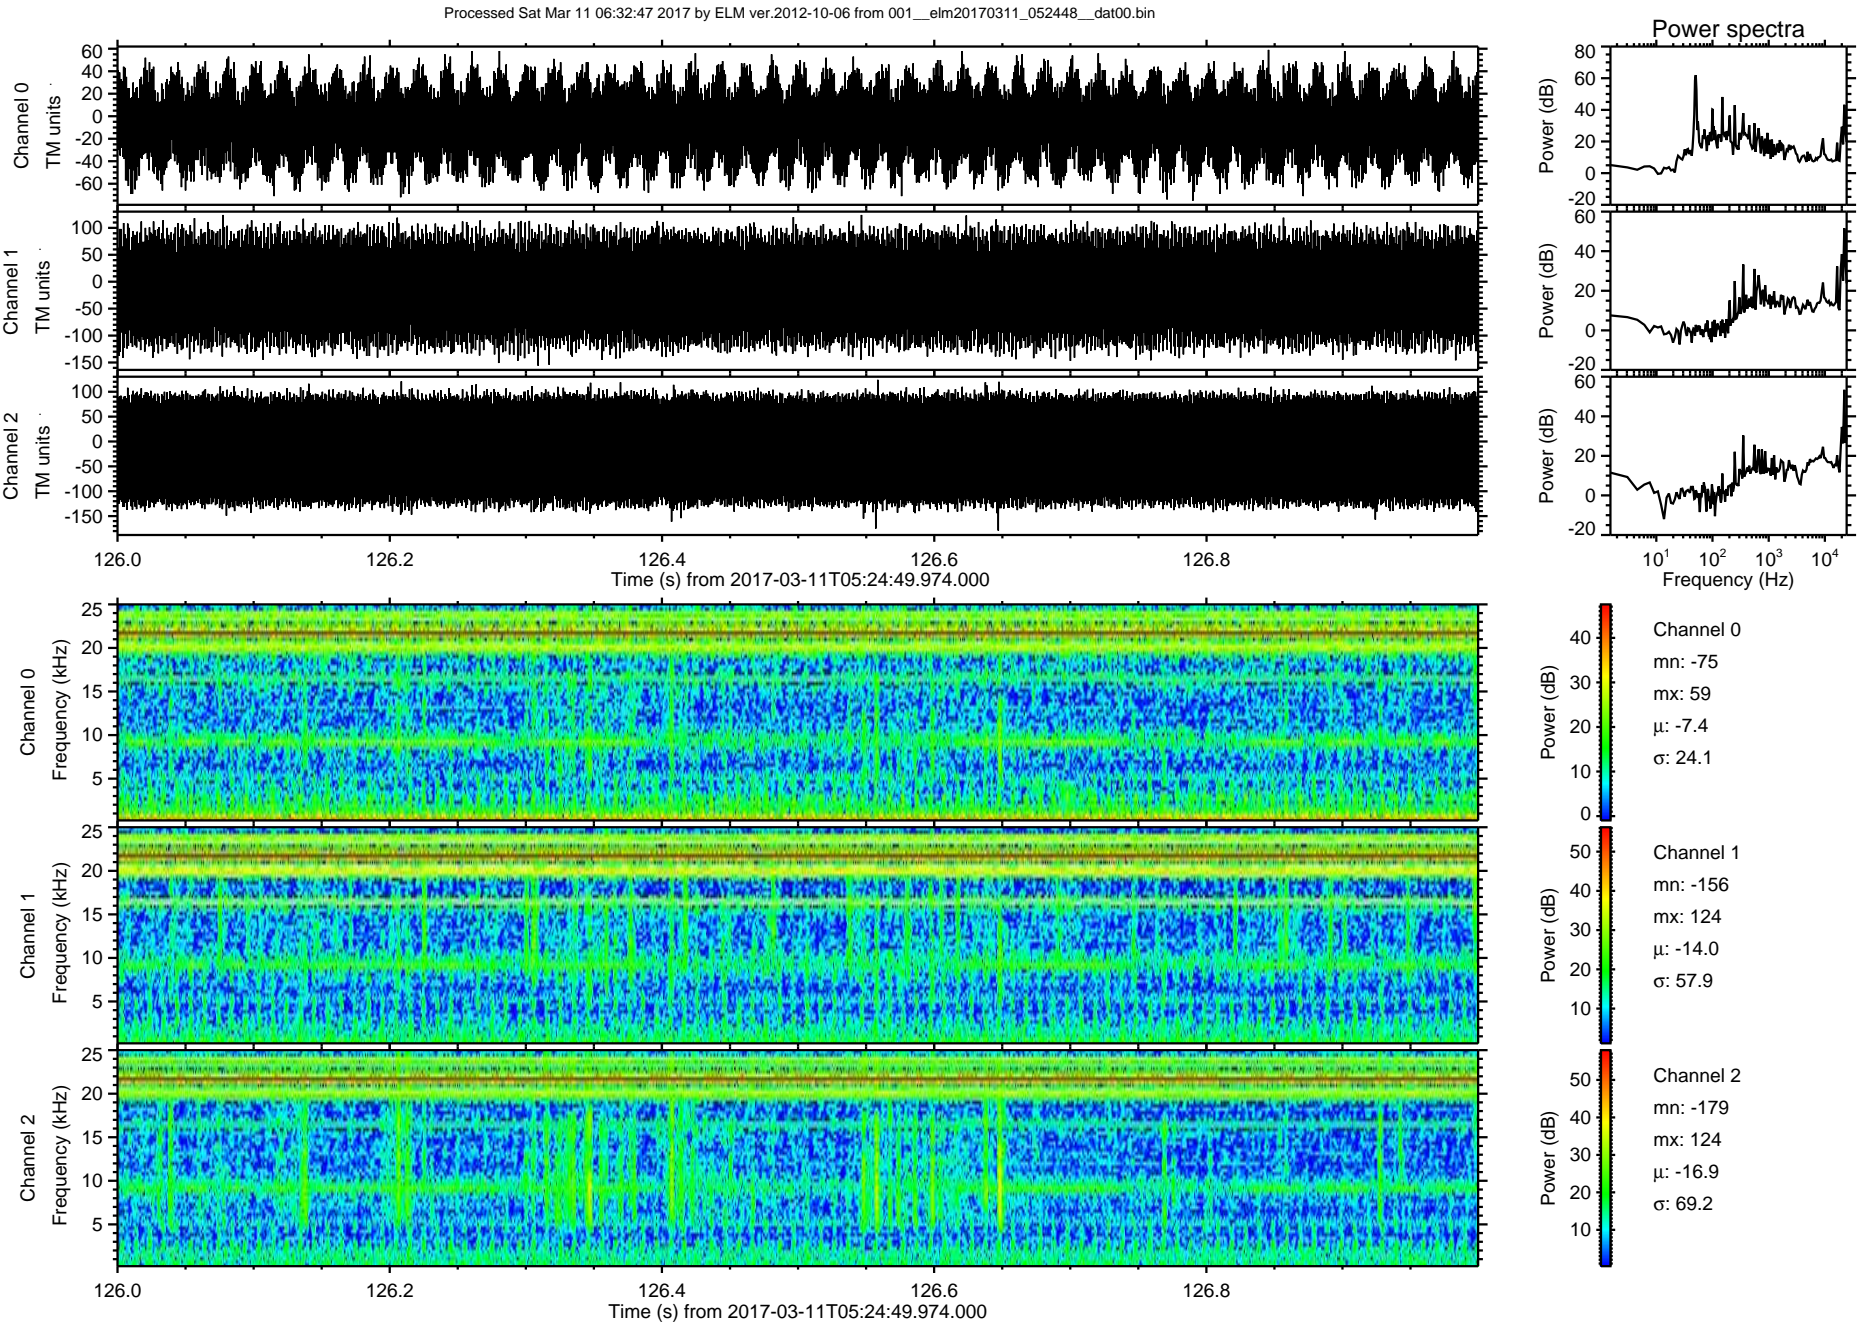 Processed Sat Mar 11 06:32:47 2017 by ELM ver.2012-10-06 from 001__elm20170311_052448__dat00.bin
Power spectra
Channel 0
TM units
60
40
20
0
-20
-40
-60
Power (dB)
80
60
40
20
0
-20
Channel 1
TM units
100
50
0
-50
-100
-150
Power (dB)
60
40
20
0
-20
Channel 2
TM units
100
50
0
-50
-100
-150
Power (dB)
60
40
20
0
-20
126.0 126.2 126.4 126.6 126.8
Time (s) from 2017-03-11T05:24:49.974.000
10^1 10^2 10^3 10^4
Frequency (Hz)
Channel 0
Frequency (kHz)
25
20
15
10
5
Power (dB)
40
30
20
10
0
Channel 0
mn: -75
mx: 59
μ: -7.4
σ: 24.1
Channel 1
Frequency (kHz)
25
20
15
10
5
Power (dB)
50
40
30
20
10
Channel 1
mn: -156
mx: 124
μ: -14.0
σ: 57.9
Channel 2
Frequency (kHz)
25
20
15
10
5
Power (dB)
50
40
30
20
10
Channel 2
mn: -179
mx: 124
μ: -16.9
σ: 69.2
126.0 126.2 126.4 126.6 126.8
Time (s) from 2017-03-11T05:24:49.974.000